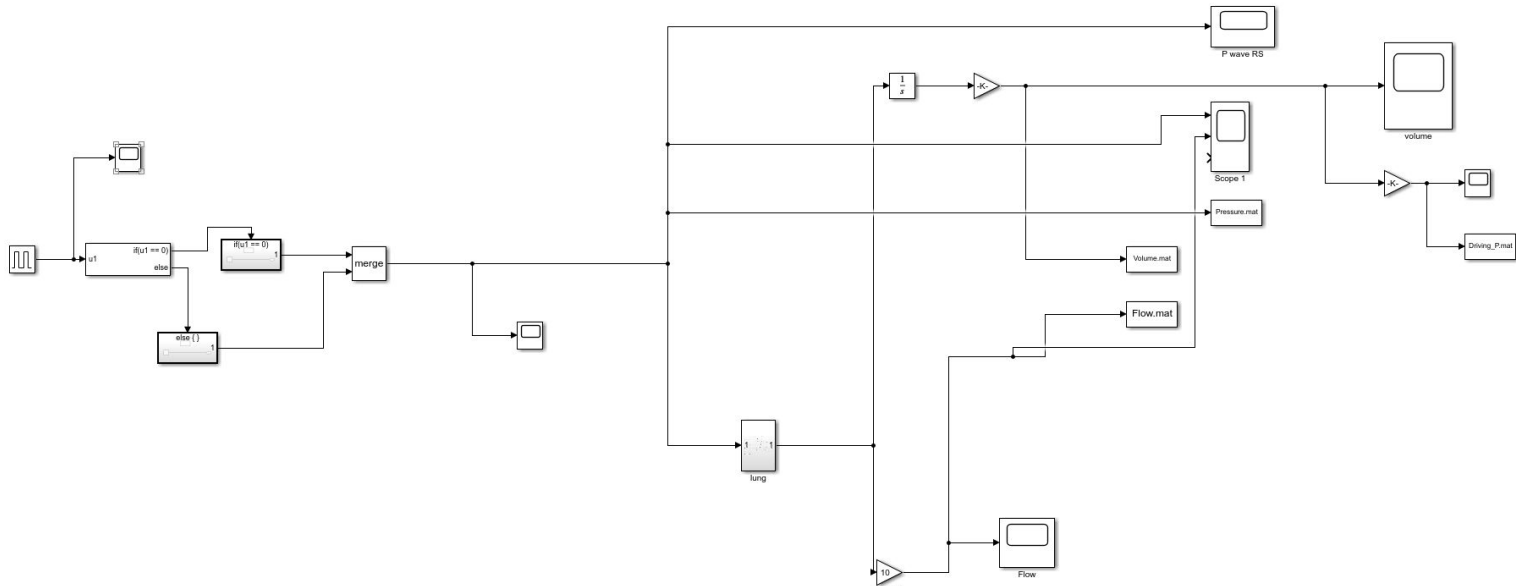 P wave RS
1
s
-K-
volume
Scope 1
-K-
Pressure.mat
if(u1 == 0)
if(u1 == 0)
1
u1
else
merge
Volume.mat
Driving_P.mat
Flow.mat
else { }
1
1
1
lung
10
Flow